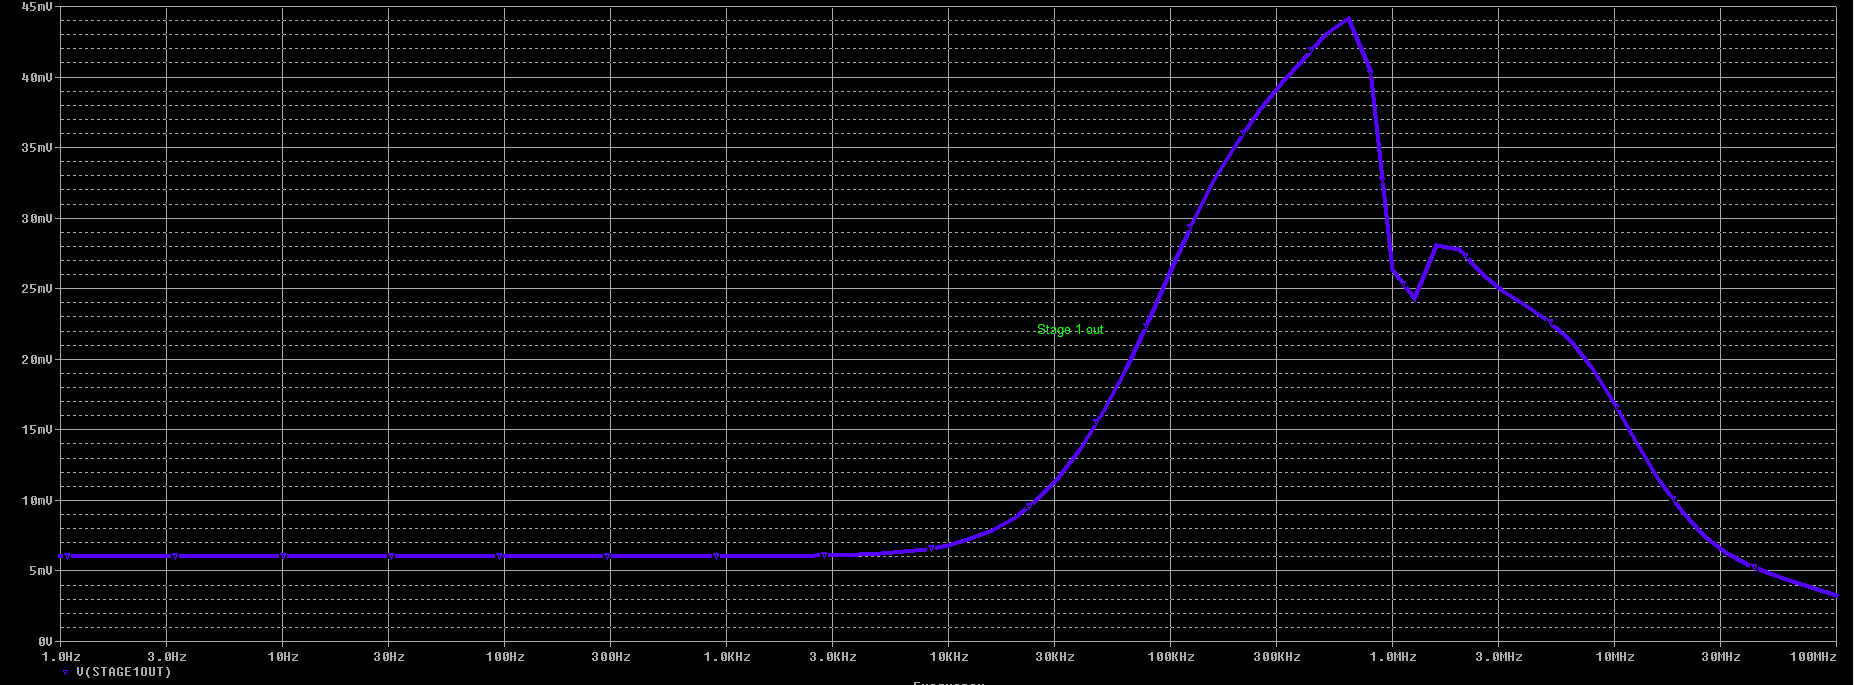 45mV
40mV
35mV
30mV
25mV
Stage 1 out
20mV
15mV
10mV
5mV
0V
1.0Hz 3.0Hz 10Hz 30Hz 100Hz 300Hz 1.0KHz 3.0KHz 10KHz 30KHz 100KHz 300KHz 1.0MHz 3.0MHz 10MHz 30MHz 100MHz
V(STAGE1OUT)